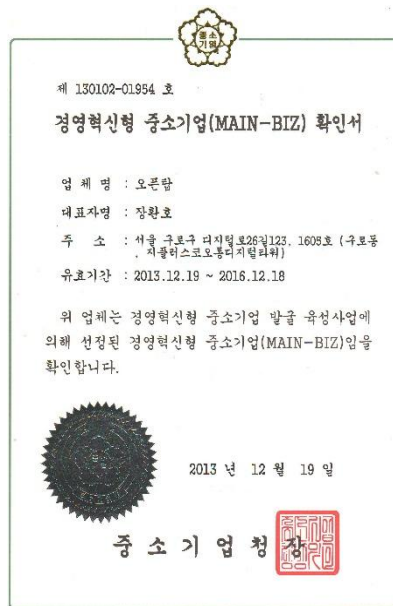 중소
기업
제 130102-01954 호
경영혁신형 중소기업(MAIN-BIZ) 확인서
업 체 명 : 오픈탑
대표자명 : 장환호
주 소 : 서울 구로구 디지털로26길123, 1605호 (구로동
, 지플러스코오롱디지털타워)
유효기간 : 2013.12.19 ~ 2016.12.18
위 업체는 경영혁신형 중소기업 발굴 육성사업에
의해 선정된 경영혁신형 중소기업(MAIN-BIZ)임을
확인합니다.
2013 년 12 월 19 일
중 소 기 업 청 장